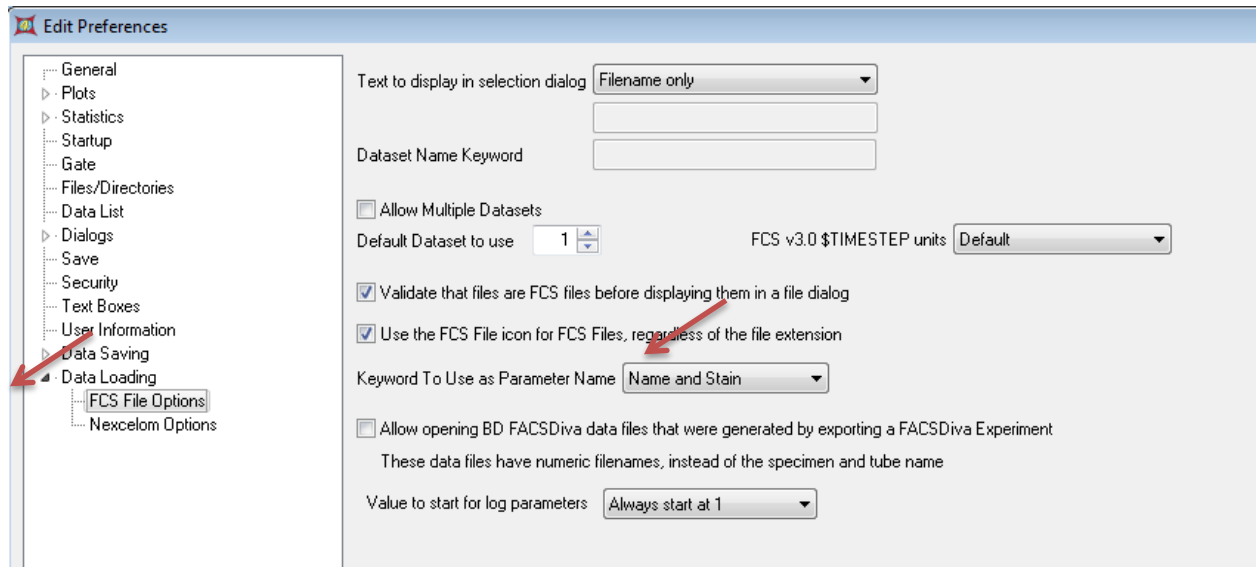 Edit Preferences
General
Plots
Statistics
Startup
Gate
Files/Directories
Data List
Dialogs
Save
Security
Text Boxes
User Information
Data Saving
Data Loading
FCS File Options
Nexcelom Options
Text to display in selection dialog Filename only
Dataset Name Keyword
Allow Multiple Datasets
Default Dataset to use 1 FCS v3.0 $TIMESTEP units Default
Validate that files are FCS files before displaying them in a file dialog
Use the FCS File icon for FCS Files, regardless of the file extension
Keyword To Use as Parameter Name Name and Stain
Allow opening BD FACSDiva data files that were generated by exporting a FACSDiva Experiment
These data files have numeric filenames, instead of the specimen and tube name
Value to start for log parameters Always start at 1